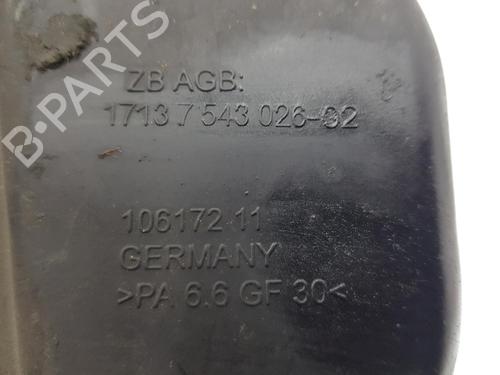 ZB AGB:
1713 7 543 026-02
106172 11
GERMANY
>PA 6.6 GF 30<
B-PARTS